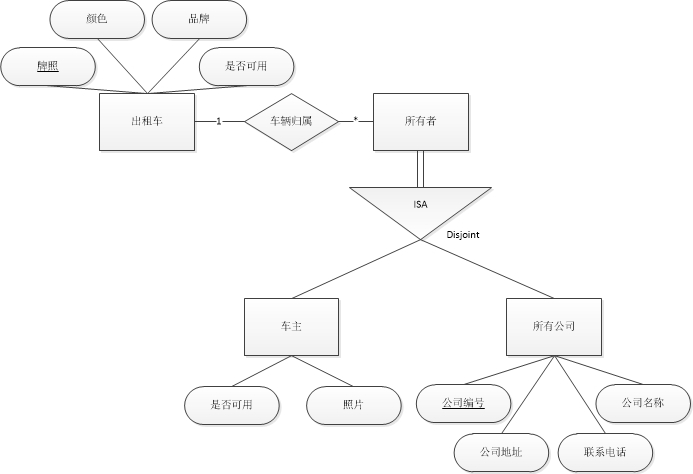 颜色
品牌
牌照
是否可用
出租车
1
车辆归属
*
所有者
ISA
Disjoint
车主
所有公司
是否可用
照片
公司编号
公司名称
公司地址
联系电话